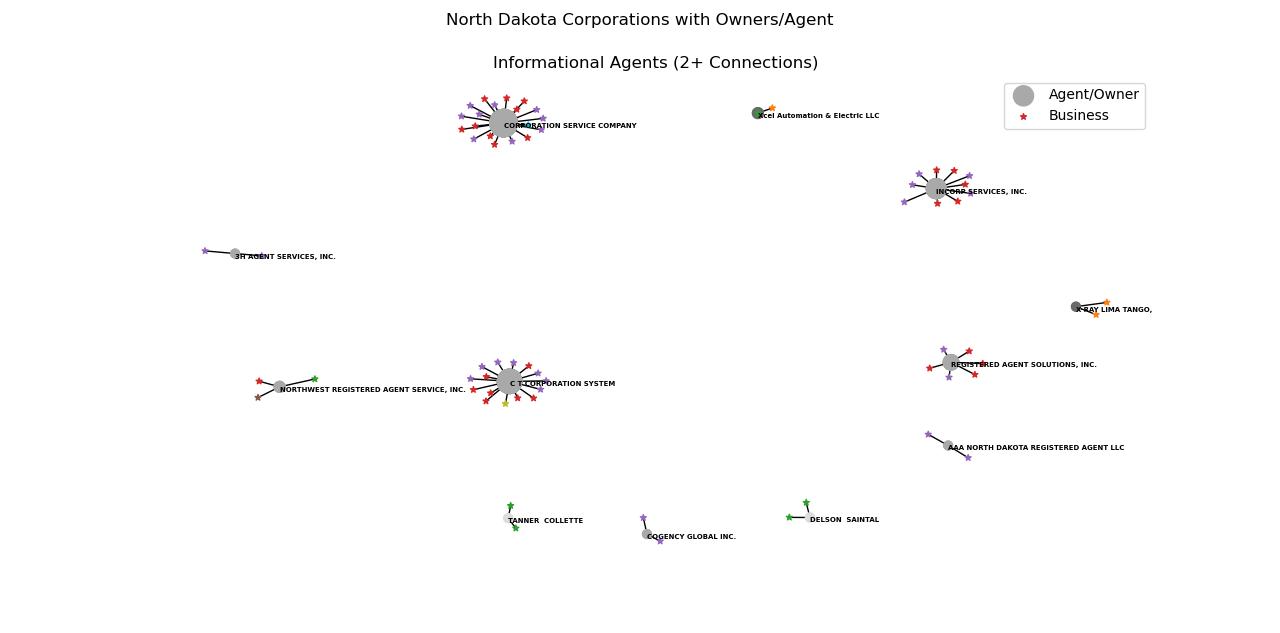 North Dakota Corporations with Owners/Agent
Informational Agents (2+ Connections)
Agent/Owner
Business
CORPORATION SERVICE COMPANY
Xcel Automation & Electric LLC
INCORP SERVICES, INC.
3H AGENT SERVICES, INC.
X-RAY LIMA TANGO,
REGISTERED AGENT SOLUTIONS, INC.
NORTHWEST REGISTERED AGENT SERVICE, INC.
C T CORPORATION SYSTEM
AAA NORTH DAKOTA REGISTERED AGENT LLC
TANNER  COLLETTE
DELSON  SAINTAL
COGENCY GLOBAL INC.